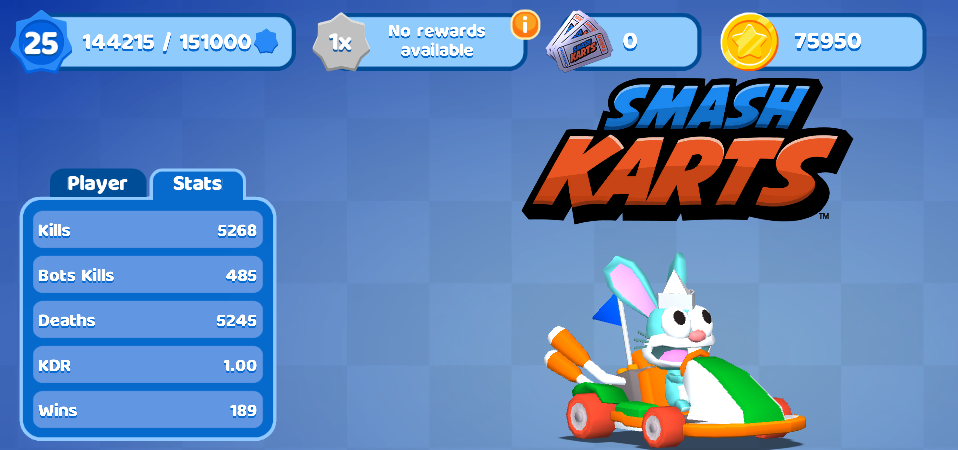 25
144215 / 151000
1x
No rewards
available
i
0
75950
SMASH
KARTS
TM
Player
Stats
Kills 5268
Bots Kills 485
Deaths 5245
KDR 1.00
Wins 189